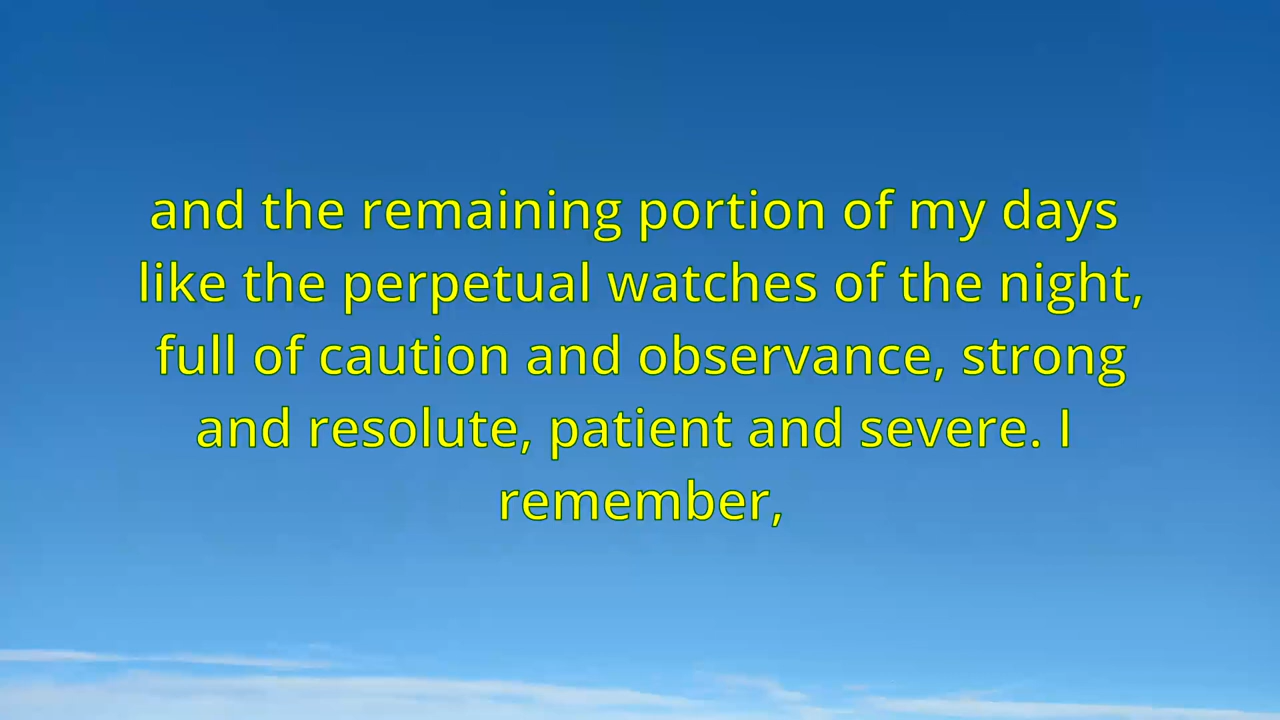 and the remaining portion of my days
like the perpetual watches of the night,
full of caution and observance, strong
and resolute, patient and severe. I
remember,